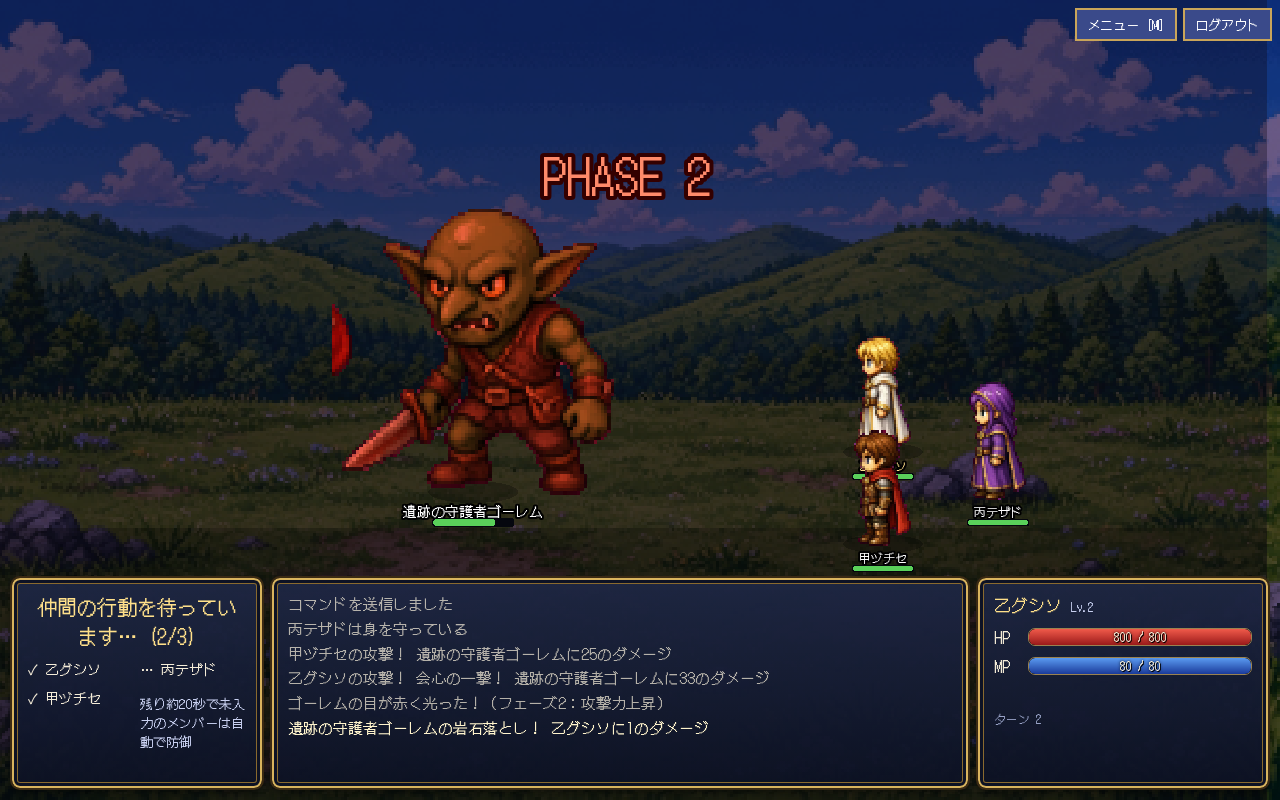 メニュー [M]
ログアウト
PHASE 2
遺跡の守護者ゴーレム
ソ
丙テザド
甲ヅチセ
仲間の行動を待ってい
ます… (2/3)
✓ 乙グシソ
… 丙テザド
✓ 甲ヅチセ
残り約20秒で未入
力のメンバーは自
動で防御
コマンドを送信しました
丙テザドは身を守っている
甲ヅチセの攻撃！ 遺跡の守護者ゴーレムに25のダメージ
乙グシソの攻撃！ 会心の一撃！ 遺跡の守護者ゴーレムに33のダメージ
ゴーレムの目が赤く光った！（フェーズ2：攻撃力上昇）
遺跡の守護者ゴーレムの岩石落とし！ 乙グシソに1のダメージ
乙グシソ Lv.2
HP 800 / 800
MP 80 / 80
ターン 2